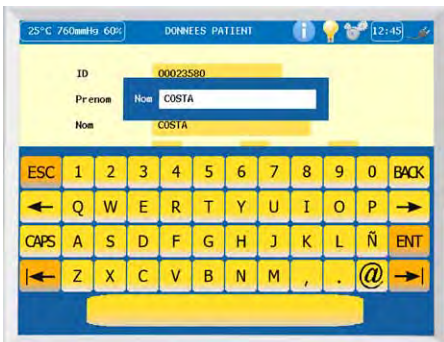 25°C 760mmHg 60% DONNEES PATIENT i 12:45
ID 00023580
Prenom
Nom COSTA
Nom COSTA
ESC 1 2 3 4 5 6 7 8 9 0 BACK
Q W E R T Y U I O P
CAPS A S D F G H J K L Ñ ENT
Z X C V B N M , . @